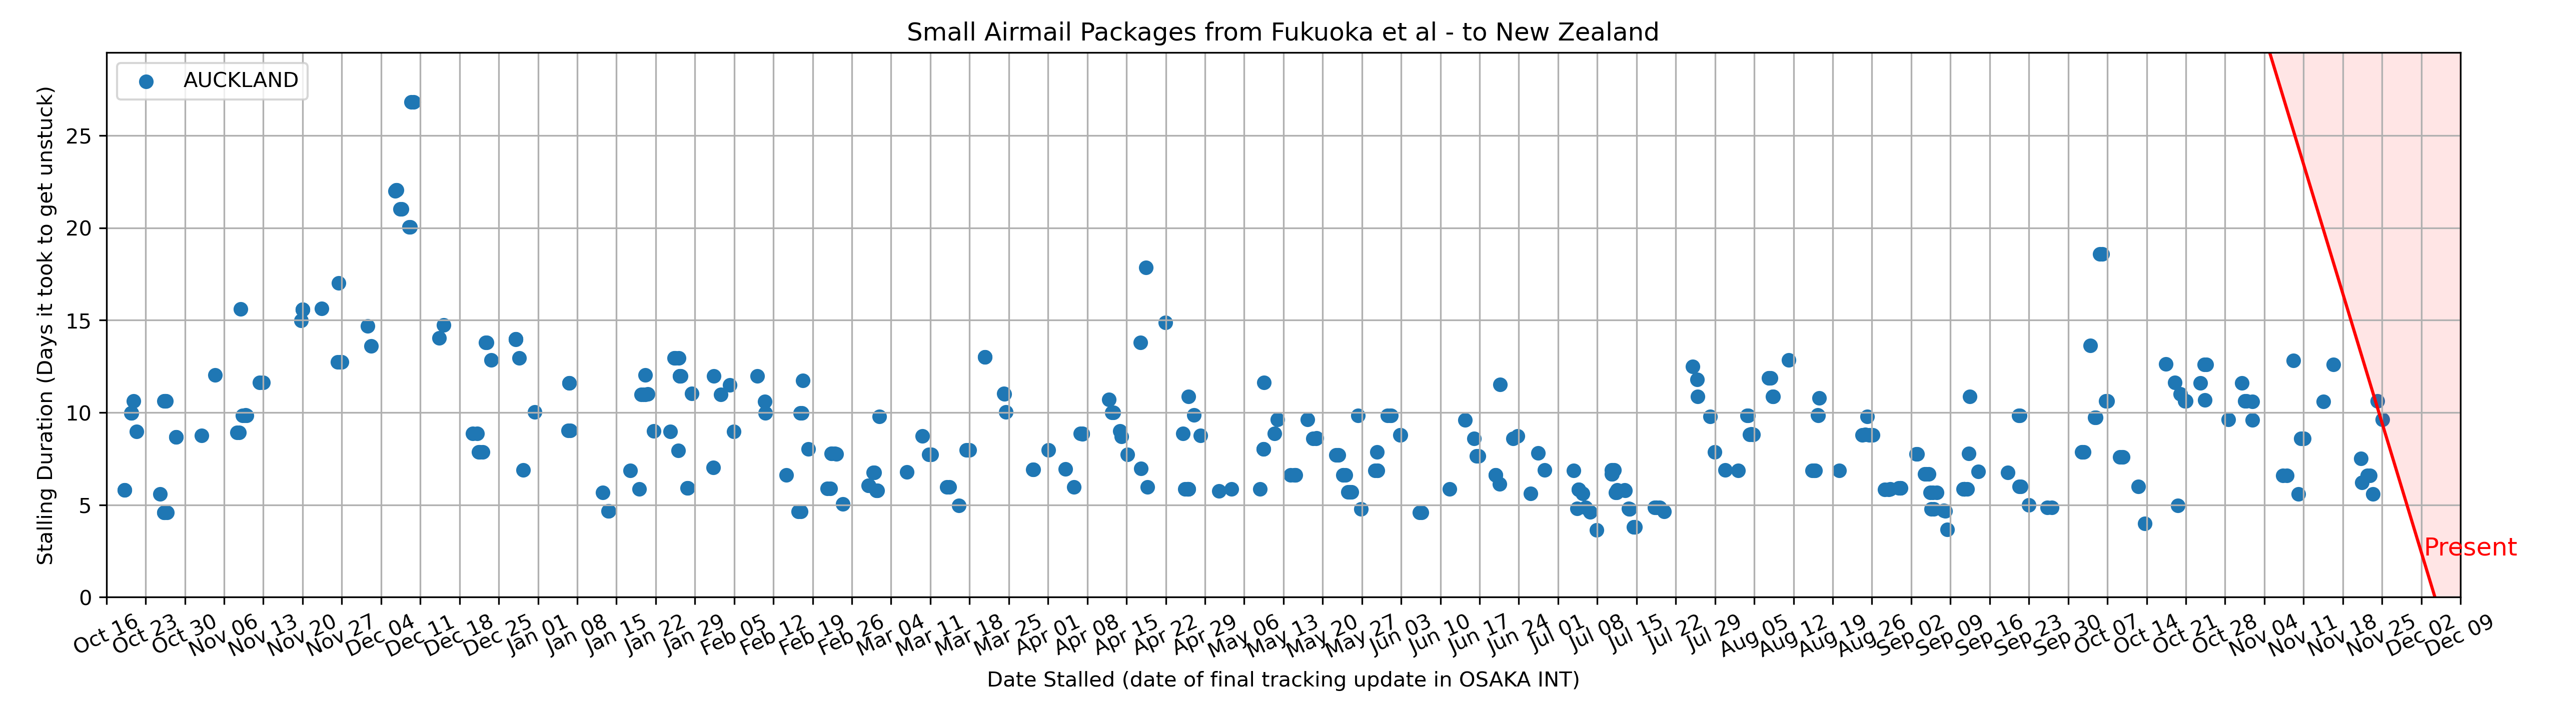 Small Airmail Packages from Fukuoka et al - to New Zealand
AUCKLAND
Stalling Duration (Days it took to get unstuck)
25
20
15
10
5
0
Present
Oct 16
Oct 23
Oct 30
Nov 06
Nov 13
Nov 20
Nov 27
Dec 04
Dec 11
Dec 18
Dec 25
Jan 01
Jan 08
Jan 15
Jan 22
Jan 29
Feb 05
Feb 12
Feb 19
Feb 26
Mar 04
Mar 11
Mar 18
Mar 25
Apr 01
Apr 08
Apr 15
Apr 22
Apr 29
May 06
May 13
May 20
May 27
Jun 03
Jun 10
Jun 17
Jun 24
Jul 01
Jul 08
Jul 15
Jul 22
Jul 29
Aug 05
Aug 12
Aug 19
Aug 26
Sep 02
Sep 09
Sep 16
Sep 23
Sep 30
Oct 07
Oct 14
Oct 21
Oct 28
Nov 04
Nov 11
Nov 18
Nov 25
Dec 02
Dec 09
Date Stalled (date of final tracking update in OSAKA INT)